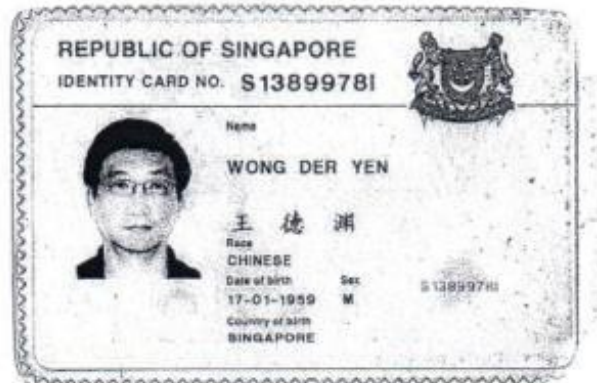 REPUBLIC OF SINGAPORE
IDENTITY CARD NO. S1389978I
Name
WONG DER YEN
王德渊
Race
CHINESE
Date of birth Sex
17-01-1959 M
S1389978I
Country of birth
SINGAPORE